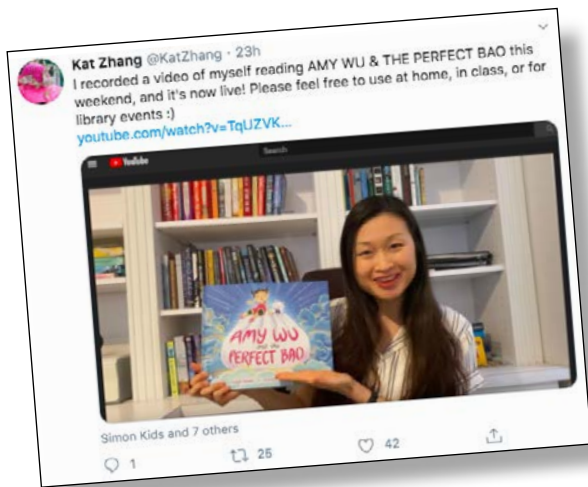 Kat Zhang @KatZhang · 23h
I recorded a video of myself reading AMY WU & THE PERFECT BAO this
weekend, and it's now live! Please feel free to use at home, in class, or for
library events :)
youtube.com/watch?v=TqUZVK...
YouTube
Search
AMY WU
and the
PERFECT BAO
Simon Kids and 7 others
1
25
42